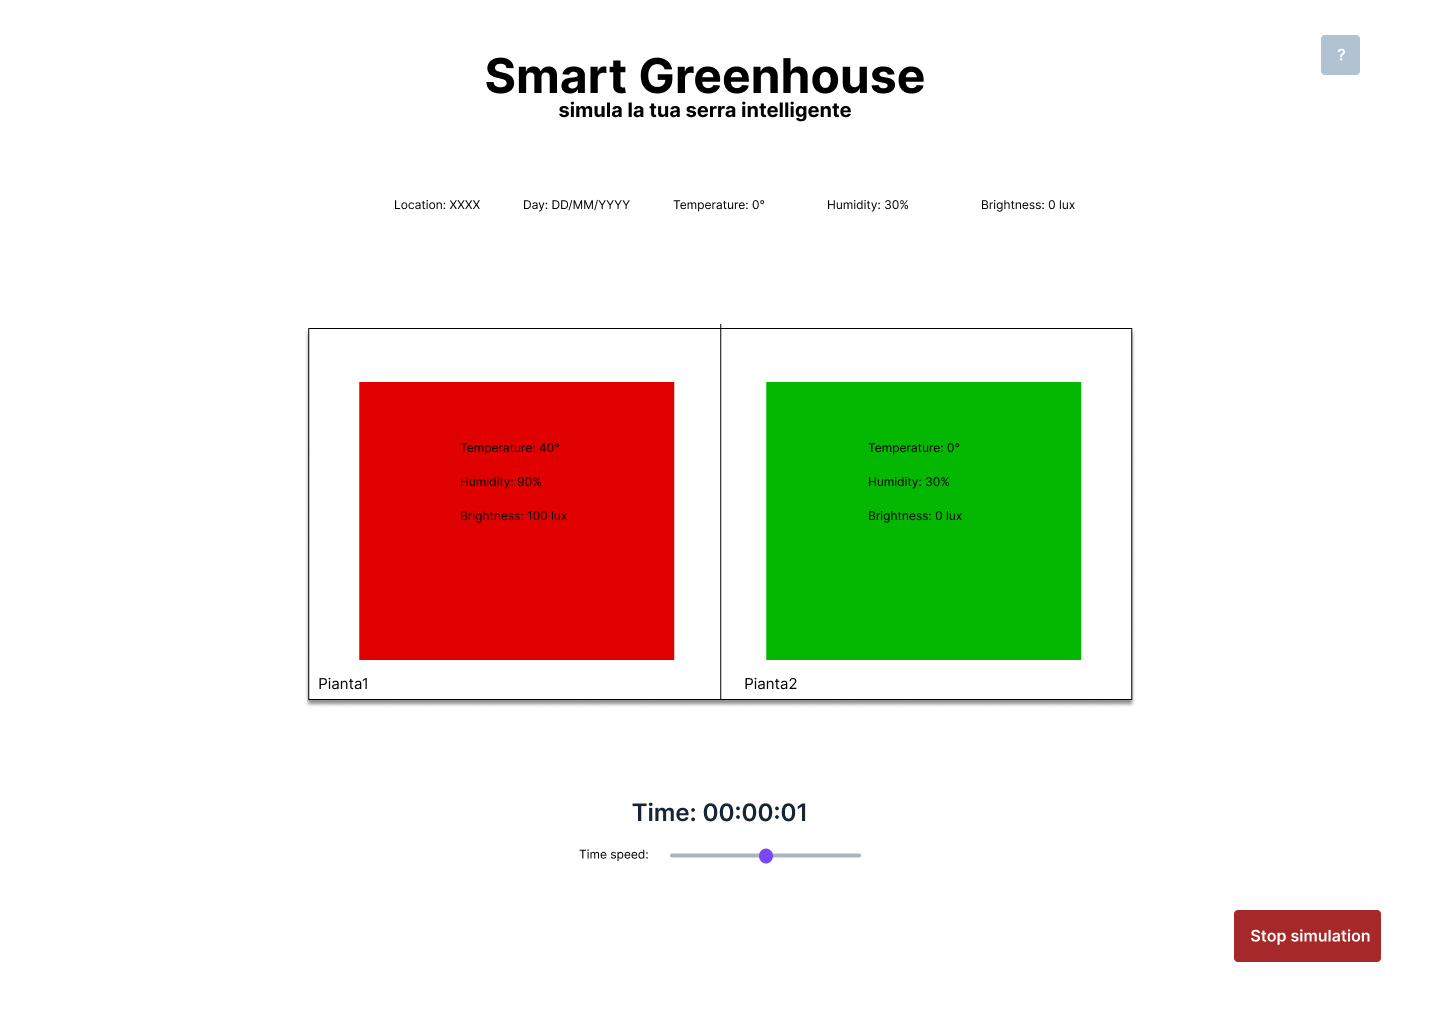 ?
Smart Greenhouse
simula la tua serra intelligente
Location: XXXX Day: DD/MM/YYYY Temperature: 0° Humidity: 30% Brightness: 0 lux
Temperature: 40°
Humidity: 90%
Brightness: 100 lux
Pianta1
Temperature: 0°
Humidity: 30%
Brightness: 0 lux
Pianta2
Time: 00:00:01
Time speed:
Stop simulation